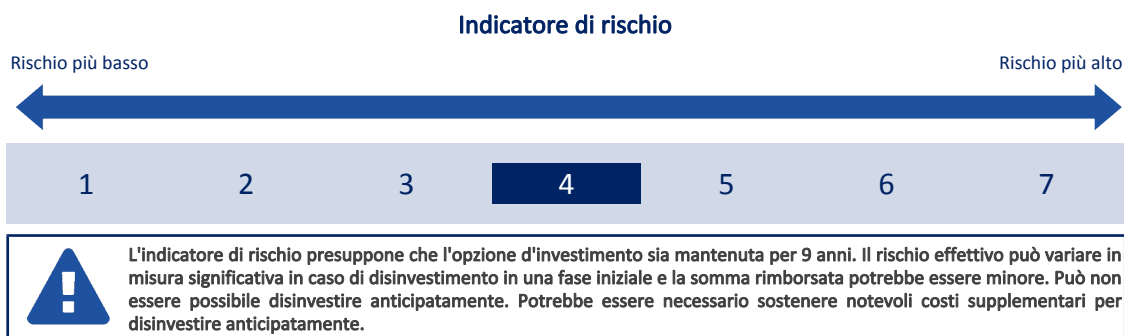 Indicatore di rischio
Rischio più basso
Rischio più alto
1 2 3 4 5 6 7
L'indicatore di rischio presuppone che l'opzione d'investimento sia mantenuta per 9 anni. Il rischio effettivo può variare in
misura significativa in caso di disinvestimento in una fase iniziale e la somma rimborsata potrebbe essere minore. Può non
essere possibile disinvestire anticipatamente. Potrebbe essere necessario sostenere notevoli costi supplementari per
disinvestire anticipatamente.